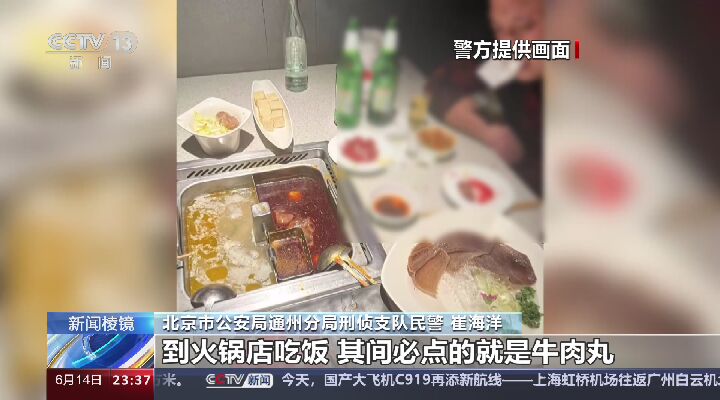 CCTV 13
新闻
警方提供画面
新闻棱镜
北京市公安局通州分局刑侦支队民警 崔海洋
到火锅店吃饭 其间必点的就是牛肉丸
6月14日 23:37
万米。 CCTV 新闻 今天，国产大飞机C919再添新航线——上海虹桥机场往返广州白云机